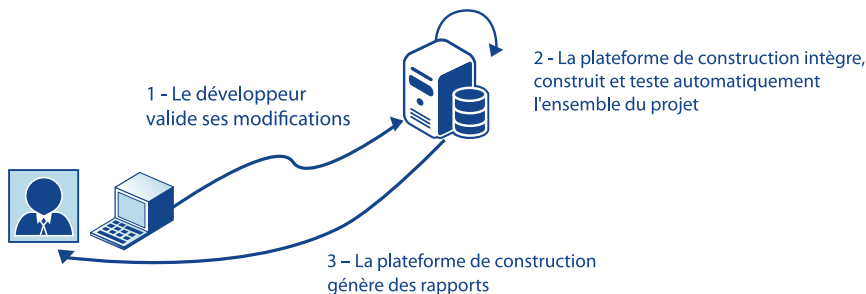 1 - Le développeur
valide ses modifications
2 - La plateforme de construction intègre,
construit et teste automatiquement
l'ensemble du projet
3 – La plateforme de construction
génère des rapports